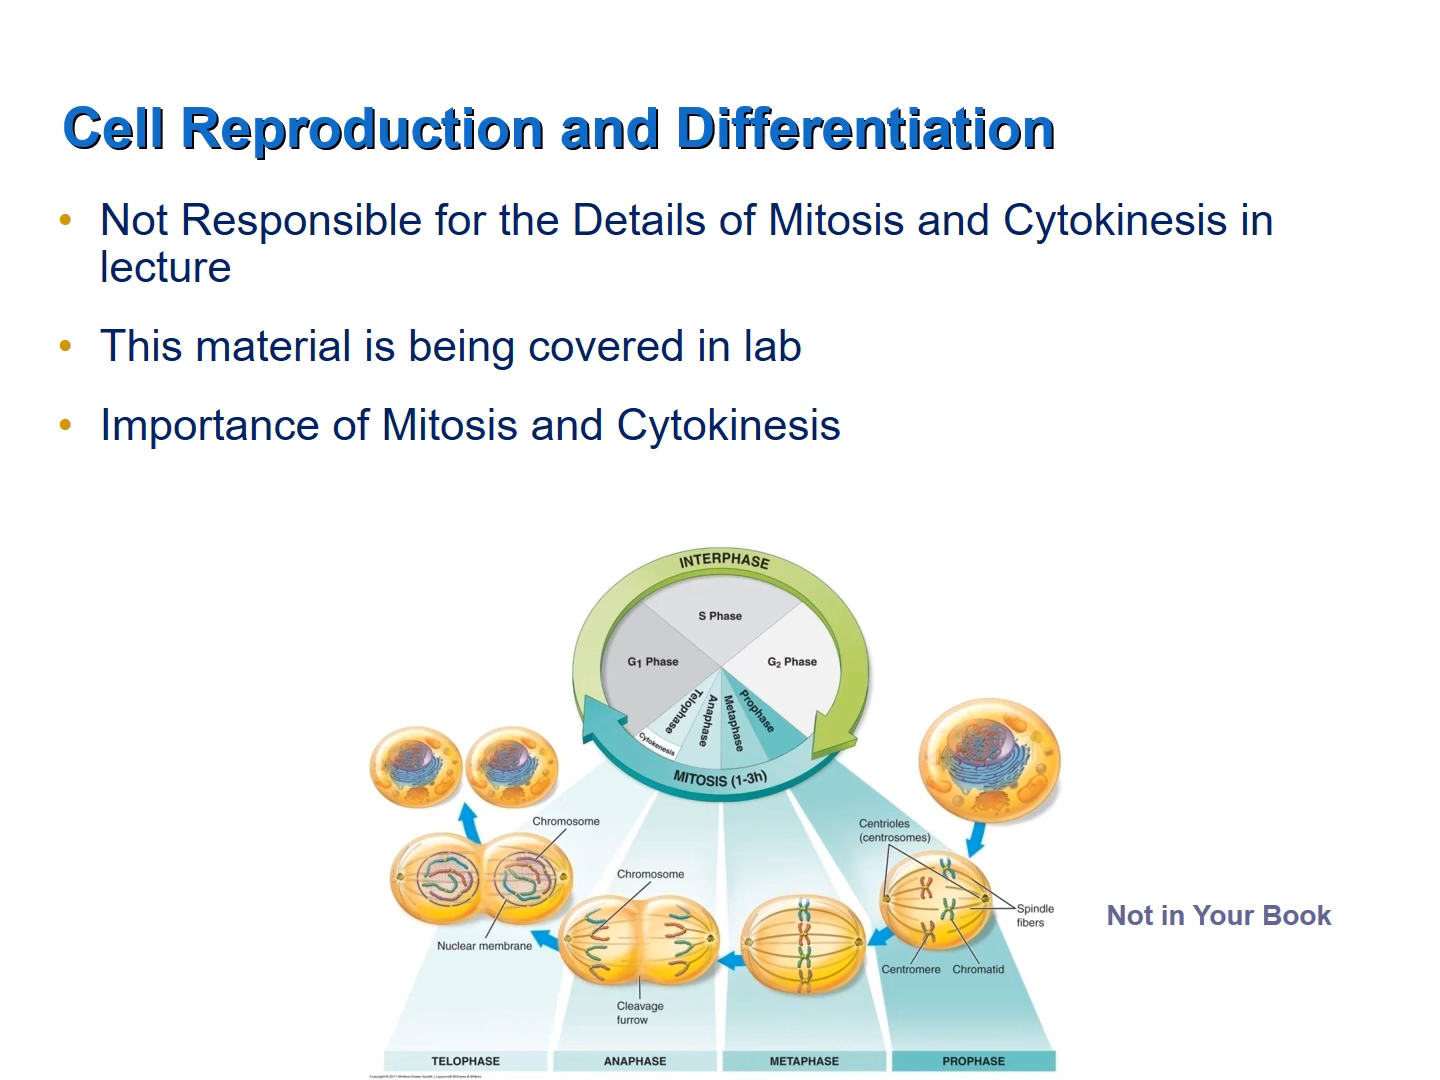 Cell Reproduction and Differentiation
• Not Responsible for the Details of Mitosis and Cytokinesis in
lecture
• This material is being covered in lab
• Importance of Mitosis and Cytokinesis
INTERPHASE
S Phase
G1 Phase
G2 Phase
Telophase
Anaphase
Metaphase
Prophase
Cytokenesis
MITOSIS (1-3h)
Chromosome
Centrioles
(centrosomes)
Chromosome
Spindle
fibers
Not in Your Book
Nuclear membrane
Centromere
Chromatid
Cleavage
furrow
TELOPHASE
ANAPHASE
METAPHASE
PROPHASE